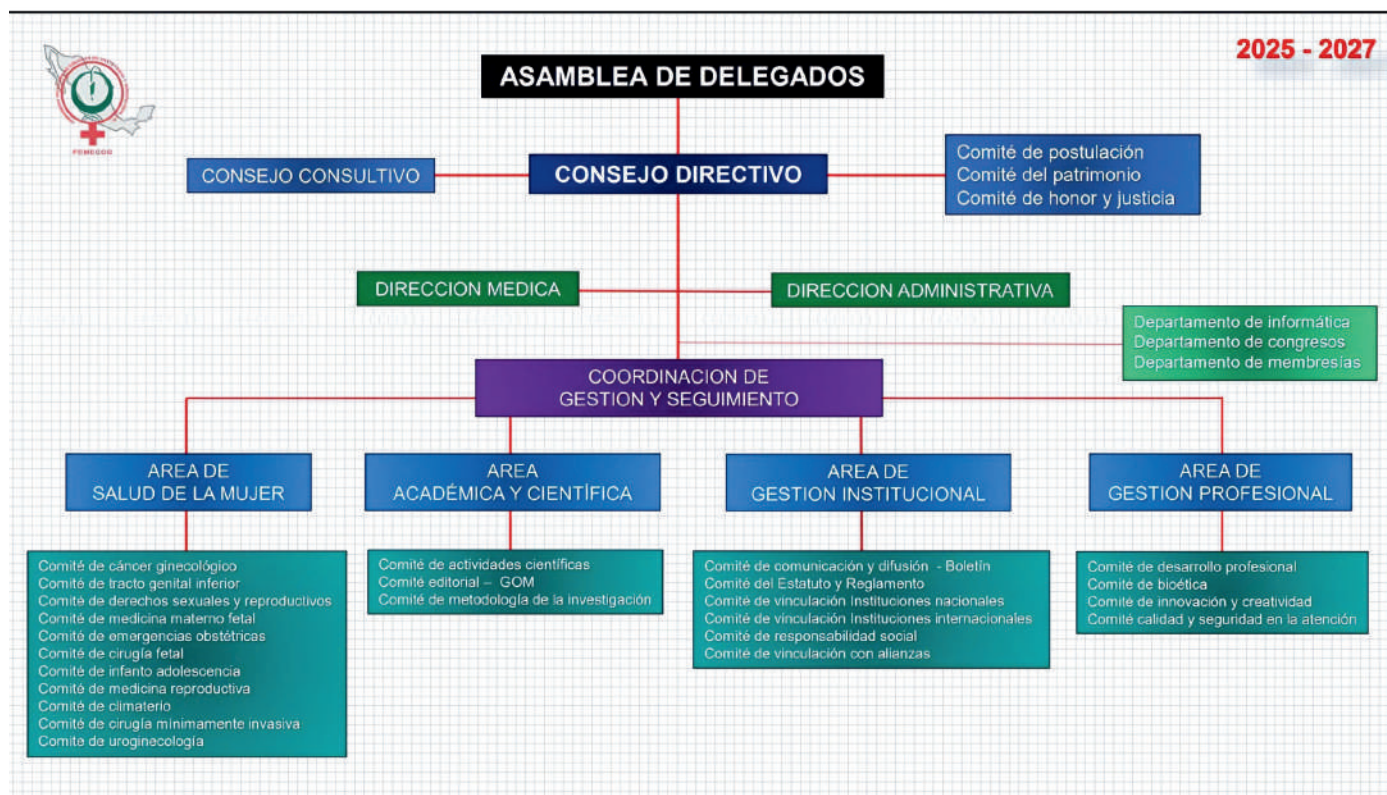 2025 - 2027
ASAMBLEA DE DELEGADOS
FEMECOG
CONSEJO CONSULTIVO
CONSEJO DIRECTIVO
Comité de postulación
Comité del patrimonio
Comité de honor y justicia
DIRECCION MEDICA
DIRECCION ADMINISTRATIVA
Departamento de informática
Departamento de congresos
Departamento de membresías
COORDINACION DE
GESTION Y SEGUIMIENTO
AREA DE
SALUD DE LA MUJER
AREA
ACADÉMICA Y CIENTÍFICA
AREA DE
GESTION INSTITUCIONAL
AREA DE
GESTION PROFESIONAL
Comité de cáncer ginecológico
Comité de tracto genital inferior
Comité de derechos sexuales y reproductivos
Comité de medicina materno fetal
Comité de emergencias obstétricas
Comité de cirugía fetal
Comité de infanto adolescencia
Comité de medicina reproductiva
Comité de climaterio
Comité de cirugía minimamente invasiva
Comite de uroginecología
Comité de actividades científicas
Comité editorial – GOM
Comité de metodología de la investigación
Comité de comunicación y difusión - Boletín
Comité del Estatuto y Reglamento
Comité de vinculación Instituciones nacionales
Comité de vinculación Instituciones internacionales
Comité de responsabilidad social
Comité de vinculación con alianzas
Comité de desarrollo profesional
Comité de bioética
Comité de innovación y creatividad
Comité calidad y seguridad en la atención